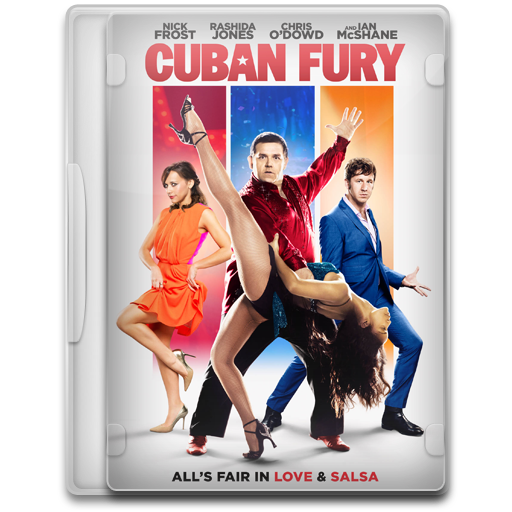 NICK FROST RASHIDA JONES CHRIS O'DOWD AND IAN McSHANE
CUBAN FURY
ALL'S FAIR IN LOVE & SALSA